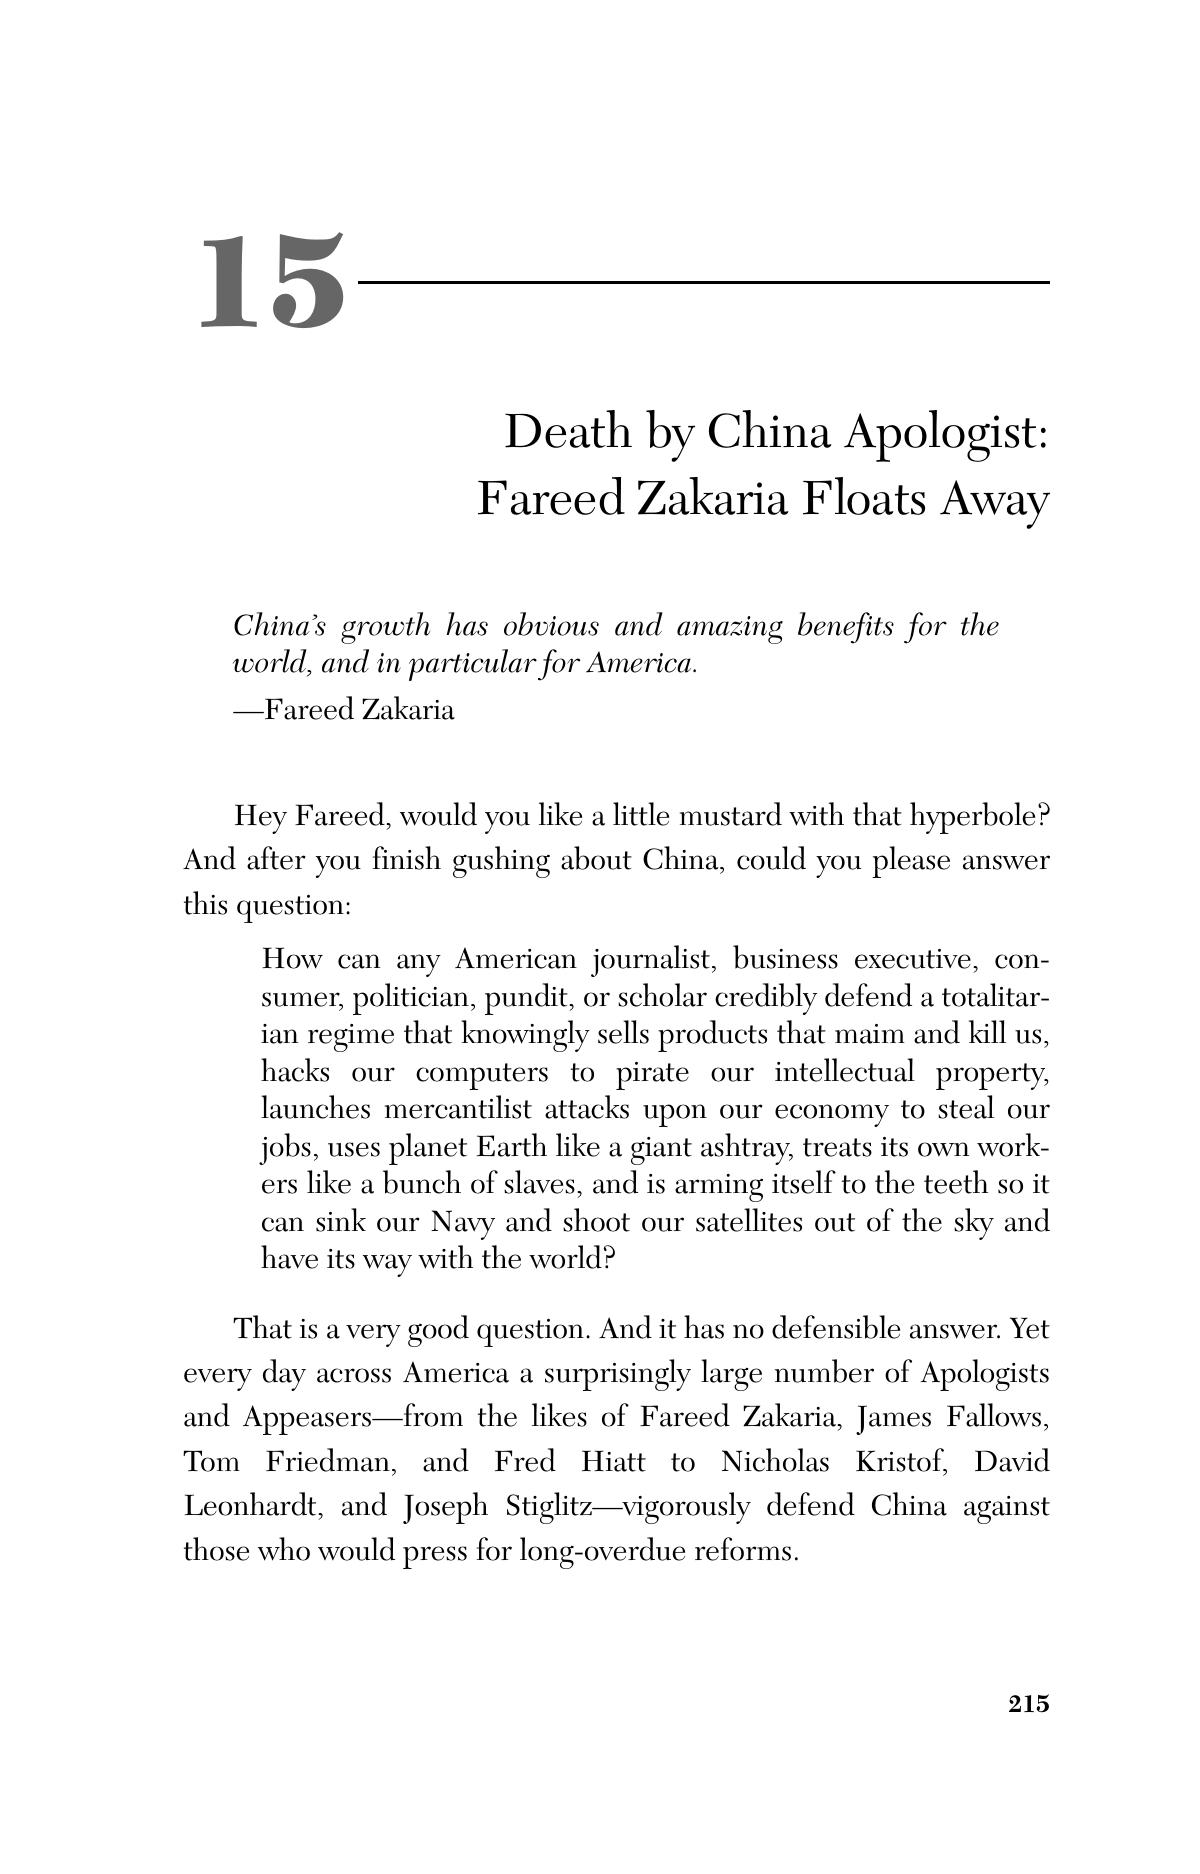 15
Death by China Apologist:
Fareed Zakaria Floats Away
China’s growth has obvious and amazing benefits for the
world, and in particular for America.
—Fareed Zakaria
Hey Fareed, would you like a little mustard with that hyperbole?
And after you finish gushing about China, could you please answer
this question:
How can any American journalist, business executive, con-
sumer, politician, pundit, or scholar credibly defend a totalitar-
ian regime that knowingly sells products that maim and kill us,
hacks our computers to pirate our intellectual property,
launches mercantilist attacks upon our economy to steal our
jobs, uses planet Earth like a giant ashtray, treats its own work-
ers like a bunch of slaves, and is arming itself to the teeth so it
can sink our Navy and shoot our satellites out of the sky and
have its way with the world?
That is a very good question. And it has no defensible answer. Yet
every day across America a surprisingly large number of Apologists
and Appeasers—from the likes of Fareed Zakaria, James Fallows,
Tom Friedman, and Fred Hiatt to Nicholas Kristof, David
Leonhardt, and Joseph Stiglitz—vigorously defend China against
those who would press for long-overdue reforms.
215